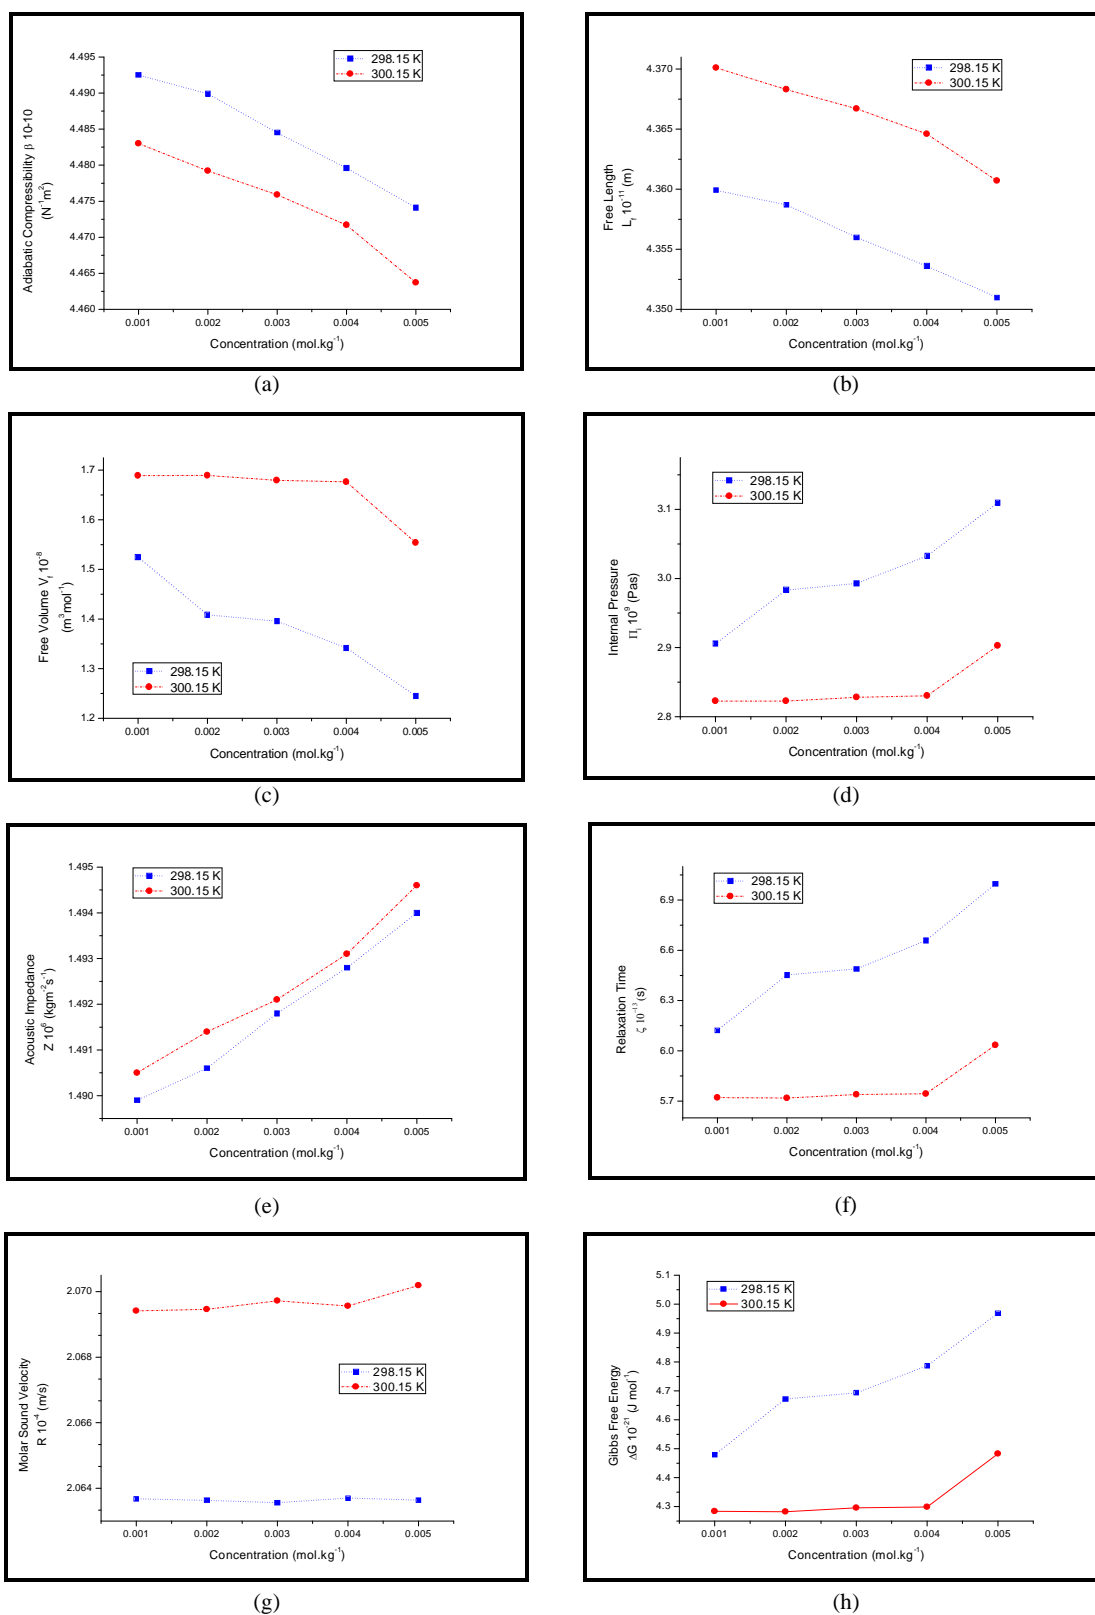 298.15 K
300.15 K
4.495
4.490
4.485
4.480
4.475
4.470
4.465
4.460
Adiabatic Compressibility β 10-10
(N⁻¹m²)
0.001 0.002 0.003 0.004 0.005
Concentration (mol.kg⁻¹)
(a)
298.15 K
300.15 K
4.370
4.365
4.360
4.355
4.350
Free Length
L_f 10⁻¹¹ (m)
0.001 0.002 0.003 0.004 0.005
Concentration (mol.kg⁻¹)
(b)
1.7
1.6
1.5
1.4
1.3
1.2
Free Volume V_f 10⁻⁸
(m³mol⁻¹)
298.15 K
300.15 K
0.001 0.002 0.003 0.004 0.005
Concentration (mol.kg⁻¹)
(c)
298.15 K
300.15 K
3.1
3.0
2.9
2.8
Internal Pressure
Π_i 10⁹ (Pas)
0.001 0.002 0.003 0.004 0.005
Concentration (mol.kg⁻¹)
(d)
298.15 K
300.15 K
1.495
1.494
1.493
1.492
1.491
1.490
Acoustic Impedance
Z 10⁶ (kgm⁻²s⁻¹)
0.001 0.002 0.003 0.004 0.005
Concentration (mol.kg⁻¹)
(e)
298.15 K
300.15 K
6.9
6.6
6.3
6.0
5.7
Relaxation Time
ζ 10⁻¹³ (s)
0.001 0.002 0.003 0.004 0.005
Concentration (mol.kg⁻¹)
(f)
2.070
2.068
2.066
2.064
Molar Sound Velocity
R 10⁻⁴ (m/s)
298.15 K
300.15 K
0.001 0.002 0.003 0.004 0.005
Concentration (mol.kg⁻¹)
(g)
298.15 K
300.15 K
5.1
5.0
4.8
4.7
4.5
4.4
4.3
Gibbs Free Energy
ΔG 10⁻²¹ (J mol⁻¹)
0.001 0.002 0.003 0.004 0.005
Concentration (mol.kg⁻¹)
(h)